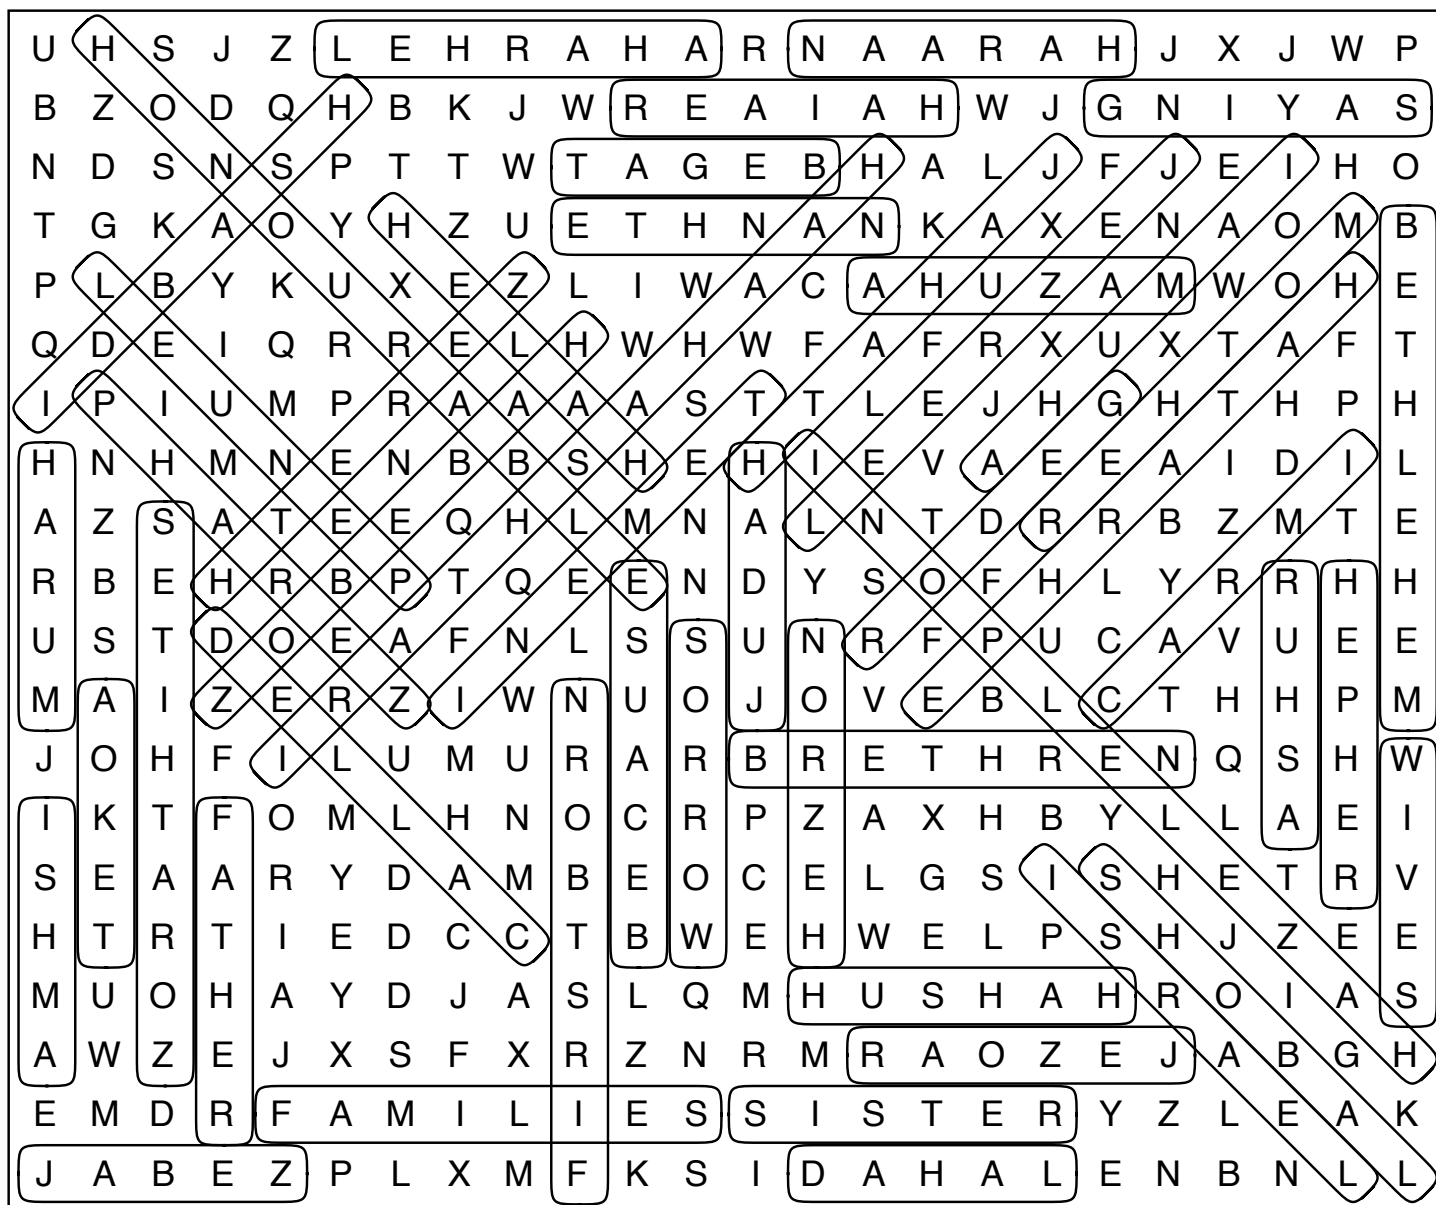 U H S J Z L E H R A H A R N A A R A H J X J W P
B Z O D Q H B K J W R E A I A H W J G N I Y A S
N D S N S P T T W T A G E B H A L J F J E I H O
T G K A O Y H Z U E T H N A N K A X E N A O M B
P L B Y K U X E Z L I W A C A H U Z A M W O H E
Q D E I Q R R E L H W H W F A F R X U X T A F T
I P I U M P R A A A A S T T L E J H G H T H P H
H N H M N E N B B S H E H I E V A E E A I D I L
A Z S A T E E Q H L M N A L N T D R R B Z M T E
R B E H R B P T Q E E N D Y S O F H L Y R R H H
U S T D O E A F N L S S U N R F P U C A V U E E
M A I Z E R Z I W N U O J O V E B L C T H H P M
J O H F I L U M U R A R B R E T H R E N Q S H W
I K T F O M L H N O C R P Z A X H B Y L L A E I
S E A A R Y D A M B E O C E L G S I S H E T R V
H T R T I E D C C T B W E H W E L P S H J Z E E
M U O H A Y D J A S L Q M H U S H A H R O I A S
A W Z E J X S F X R Z N R M R A O Z E J A B G H
E M D R F A M I L I E S S I S T E R Y Z L E A K
J A B E Z P L X M F K S I D A H A L E N B N L L